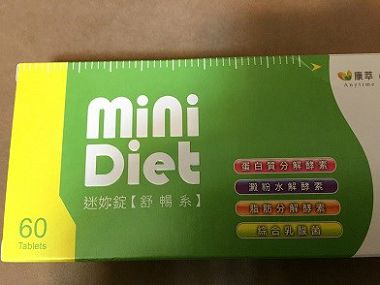 康萃
Anytime
mini
Diet
迷妳錠【舒暢系】
60
Tablets
蛋白質分解酵素
澱粉水解酵素
脂肪分解酵素
綜合乳酸菌